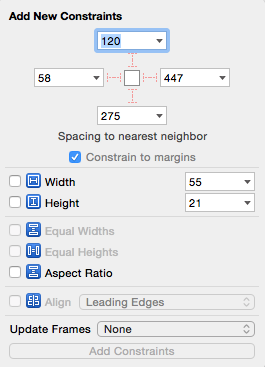 Add New Constraints
120
58 447
275
Spacing to nearest neighbor
Constrain to margins
Width 55
Height 21
Equal Widths
Equal Heights
Aspect Ratio
Align Leading Edges
Update Frames None
Add Constraints